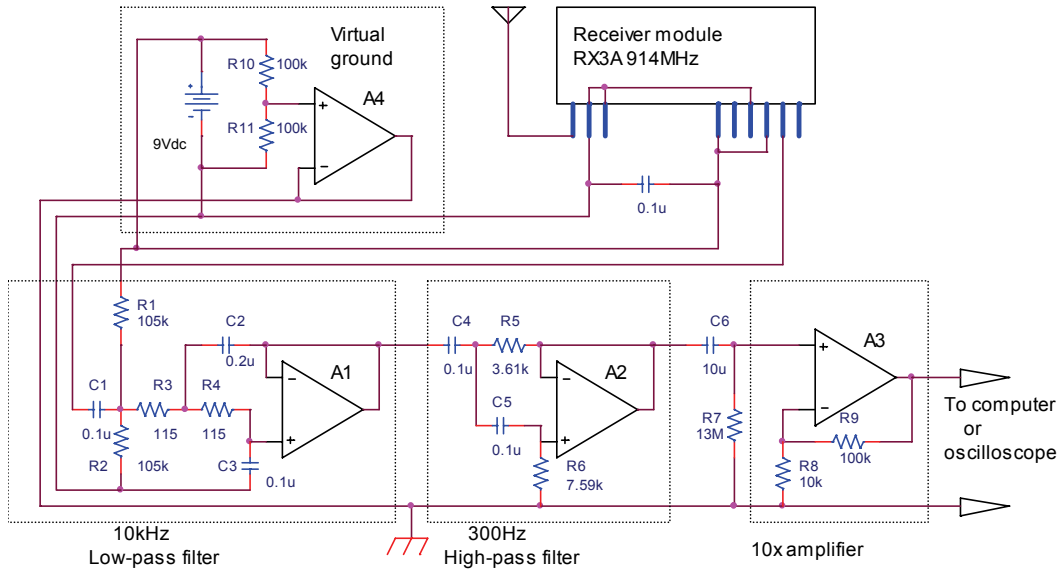 Virtual
ground
R10
100k
A4
+
−
R11
100k
+
-
9Vdc
Receiver module
RX3A 914MHz
0.1u
R1
105k
C2
0.2u
A1
−
+
C1
0.1u
R3
115
R4
115
R2
105k
C3
0.1u
10kHz
Low-pass filter
C4
0.1u
R5
3.61k
A2
−
+
C5
0.1u
R6
7.59k
300Hz
High-pass filter
C6
10u
R7
13M
A3
+
−
R9
100k
R8
10k
10x amplifier
To computer
or
oscilloscope